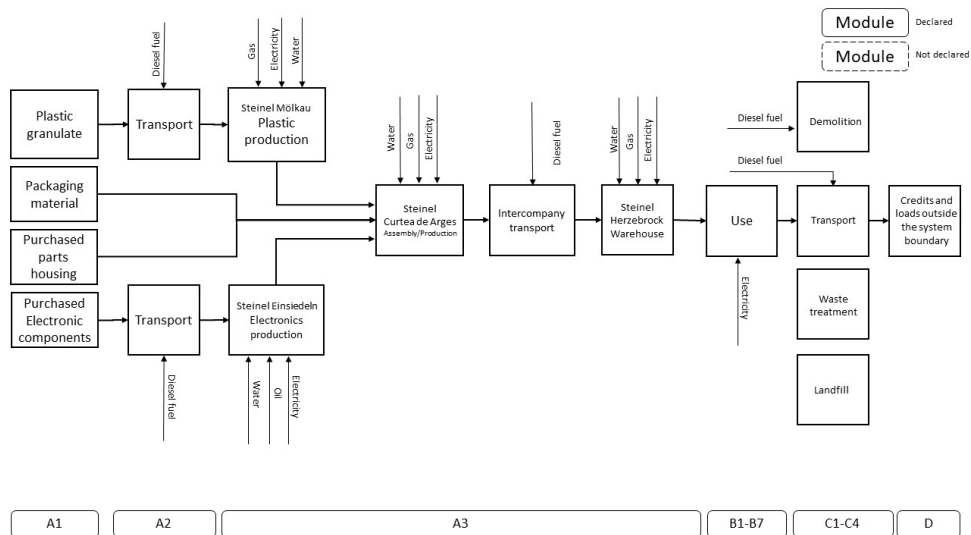 Module
Declared
Module
Not declared
Diesel fuel
Gas
Electricity
Water
Plastic
granulate
Transport
Steinel Mölkau
Plastic
production
Packaging
material
Purchased
parts
housing
Purchased
Electronic
components
Transport
Diesel fuel
Steinel Einsiedeln
Electronics
production
Water
Oil
Electricity
Water
Gas
Electricity
Steinel
Curtea de Arges
Assembly/Production
Diesel fuel
Intercompany
transport
Water
Gas
Electricity
Steinel
Herzebrock
Warehouse
Use
Electricity
Diesel fuel
Demolition
Diesel fuel
Transport
Waste
treatment
Landfill
Credits and
loads outside
the system
boundary
A1
A2
A3
B1-B7
C1-C4
D